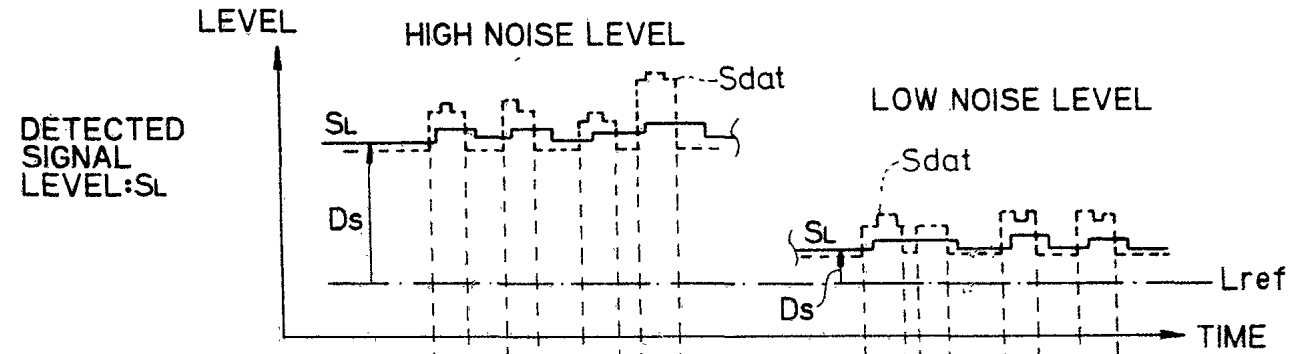 LEVEL
HIGH NOISE LEVEL
Sdat
LOW NOISE LEVEL
DETECTED
SIGNAL
LEVEL:SL
SL
Sdat
Ds
SL
Lref
Ds
TIME